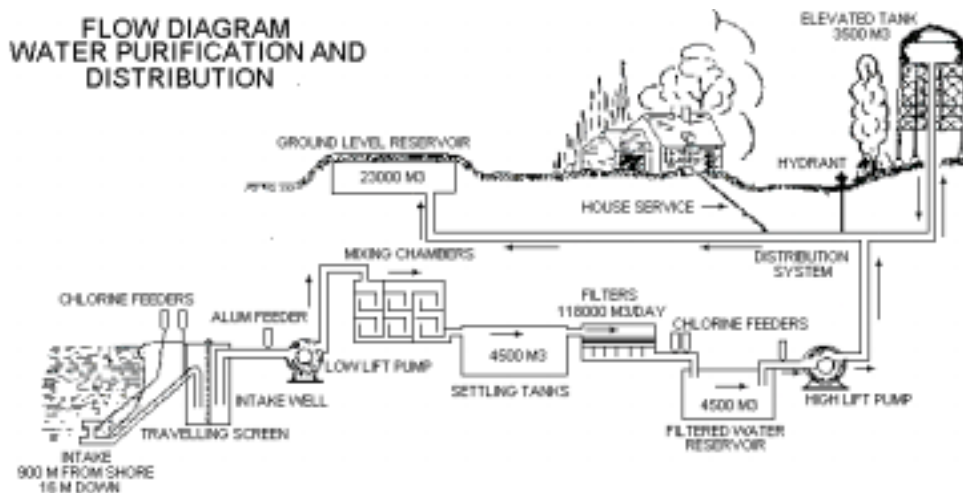 FLOW DIAGRAM
WATER PURIFICATION AND
DISTRIBUTION
ELEVATED TANK
3500 M3
GROUND LEVEL RESERVOIR
23000 M3
HYDRANT
HOUSE SERVICE
MIXING CHAMBERS
DISTRIBUTION
SYSTEM
CHLORINE FEEDERS
ALUM FEEDER
FILTERS
118000 M3/DAY
CHLORINE FEEDERS
LOW LIFT PUMP
4500 M3
SETTLING TANKS
INTAKE WELL
TRAVELLING SCREEN
4500 M3
HIGH LIFT PUMP
FILTERED WATER
RESERVOIR
INTAKE
900 M FROM SHORE
16 M DOWN